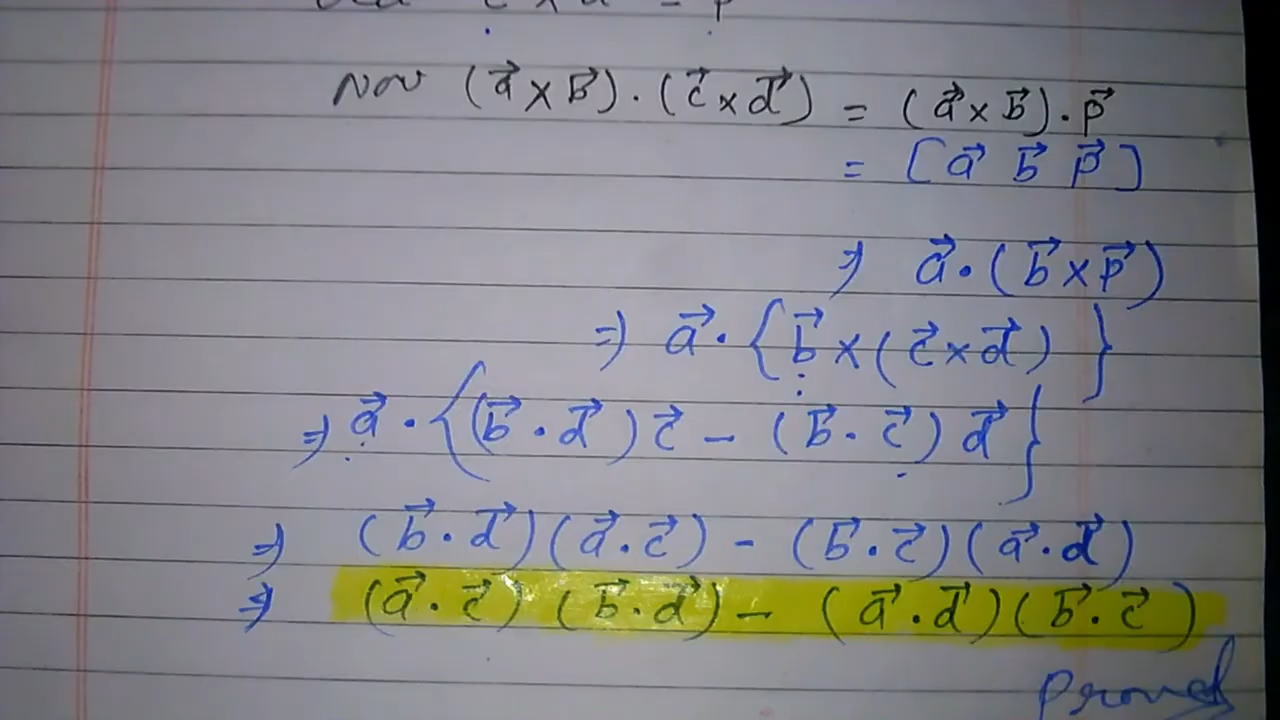 Now (a⃗ × b⃗) . (c⃗ × d⃗) = (a⃗ × b⃗) . p⃗
= [a⃗ b⃗ p⃗]
⇒ a⃗ . (b⃗ × p⃗)
⇒ a⃗ . {b⃗ × (c⃗ × d⃗)}
⇒ a⃗ . {(b⃗ . d⃗) c⃗ − (b⃗ . c⃗) d⃗}
⇒ (b⃗ . d⃗)(a⃗ . c⃗) − (b⃗ . c⃗)(a⃗ . d⃗)
⇒ (a⃗ . c⃗) (b⃗ . d⃗) − (a⃗ . d⃗)(b⃗ . c⃗)
Proved